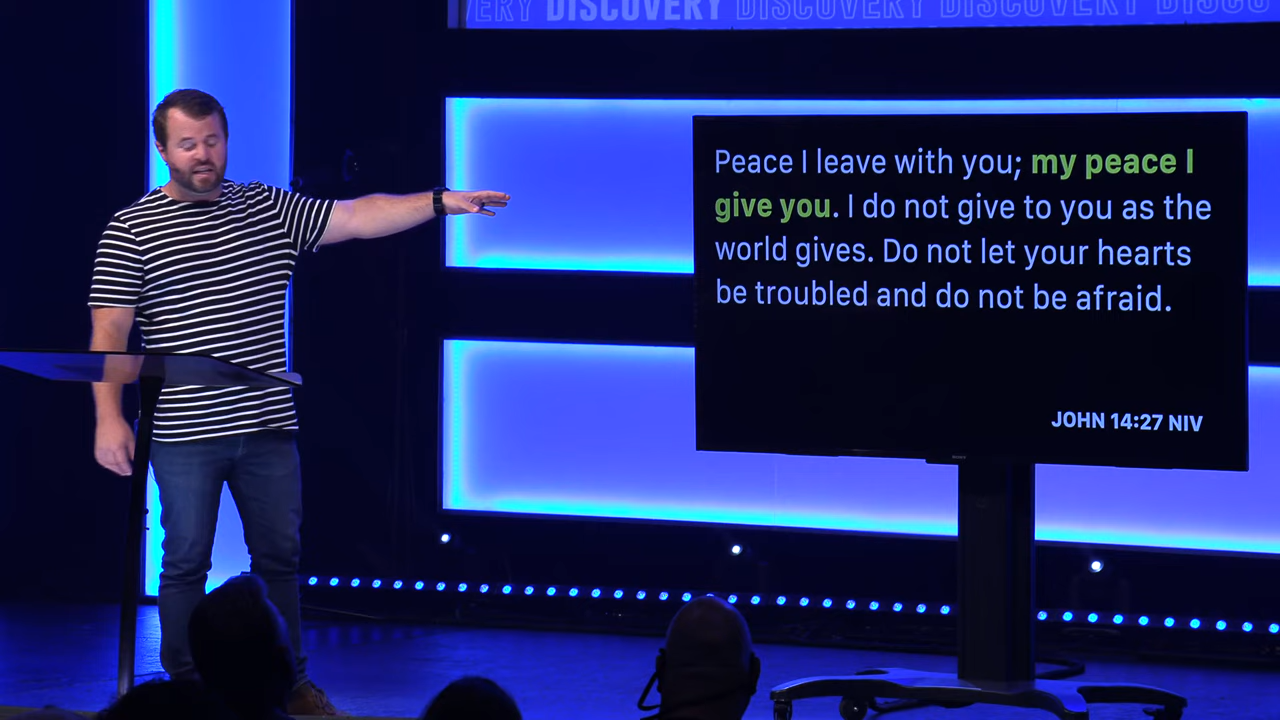 DISCOVERY DISCOVERY DISCOVERY
Peace I leave with you; my peace I
give you. I do not give to you as the
world gives. Do not let your hearts
be troubled and do not be afraid.
JOHN 14:27 NIV